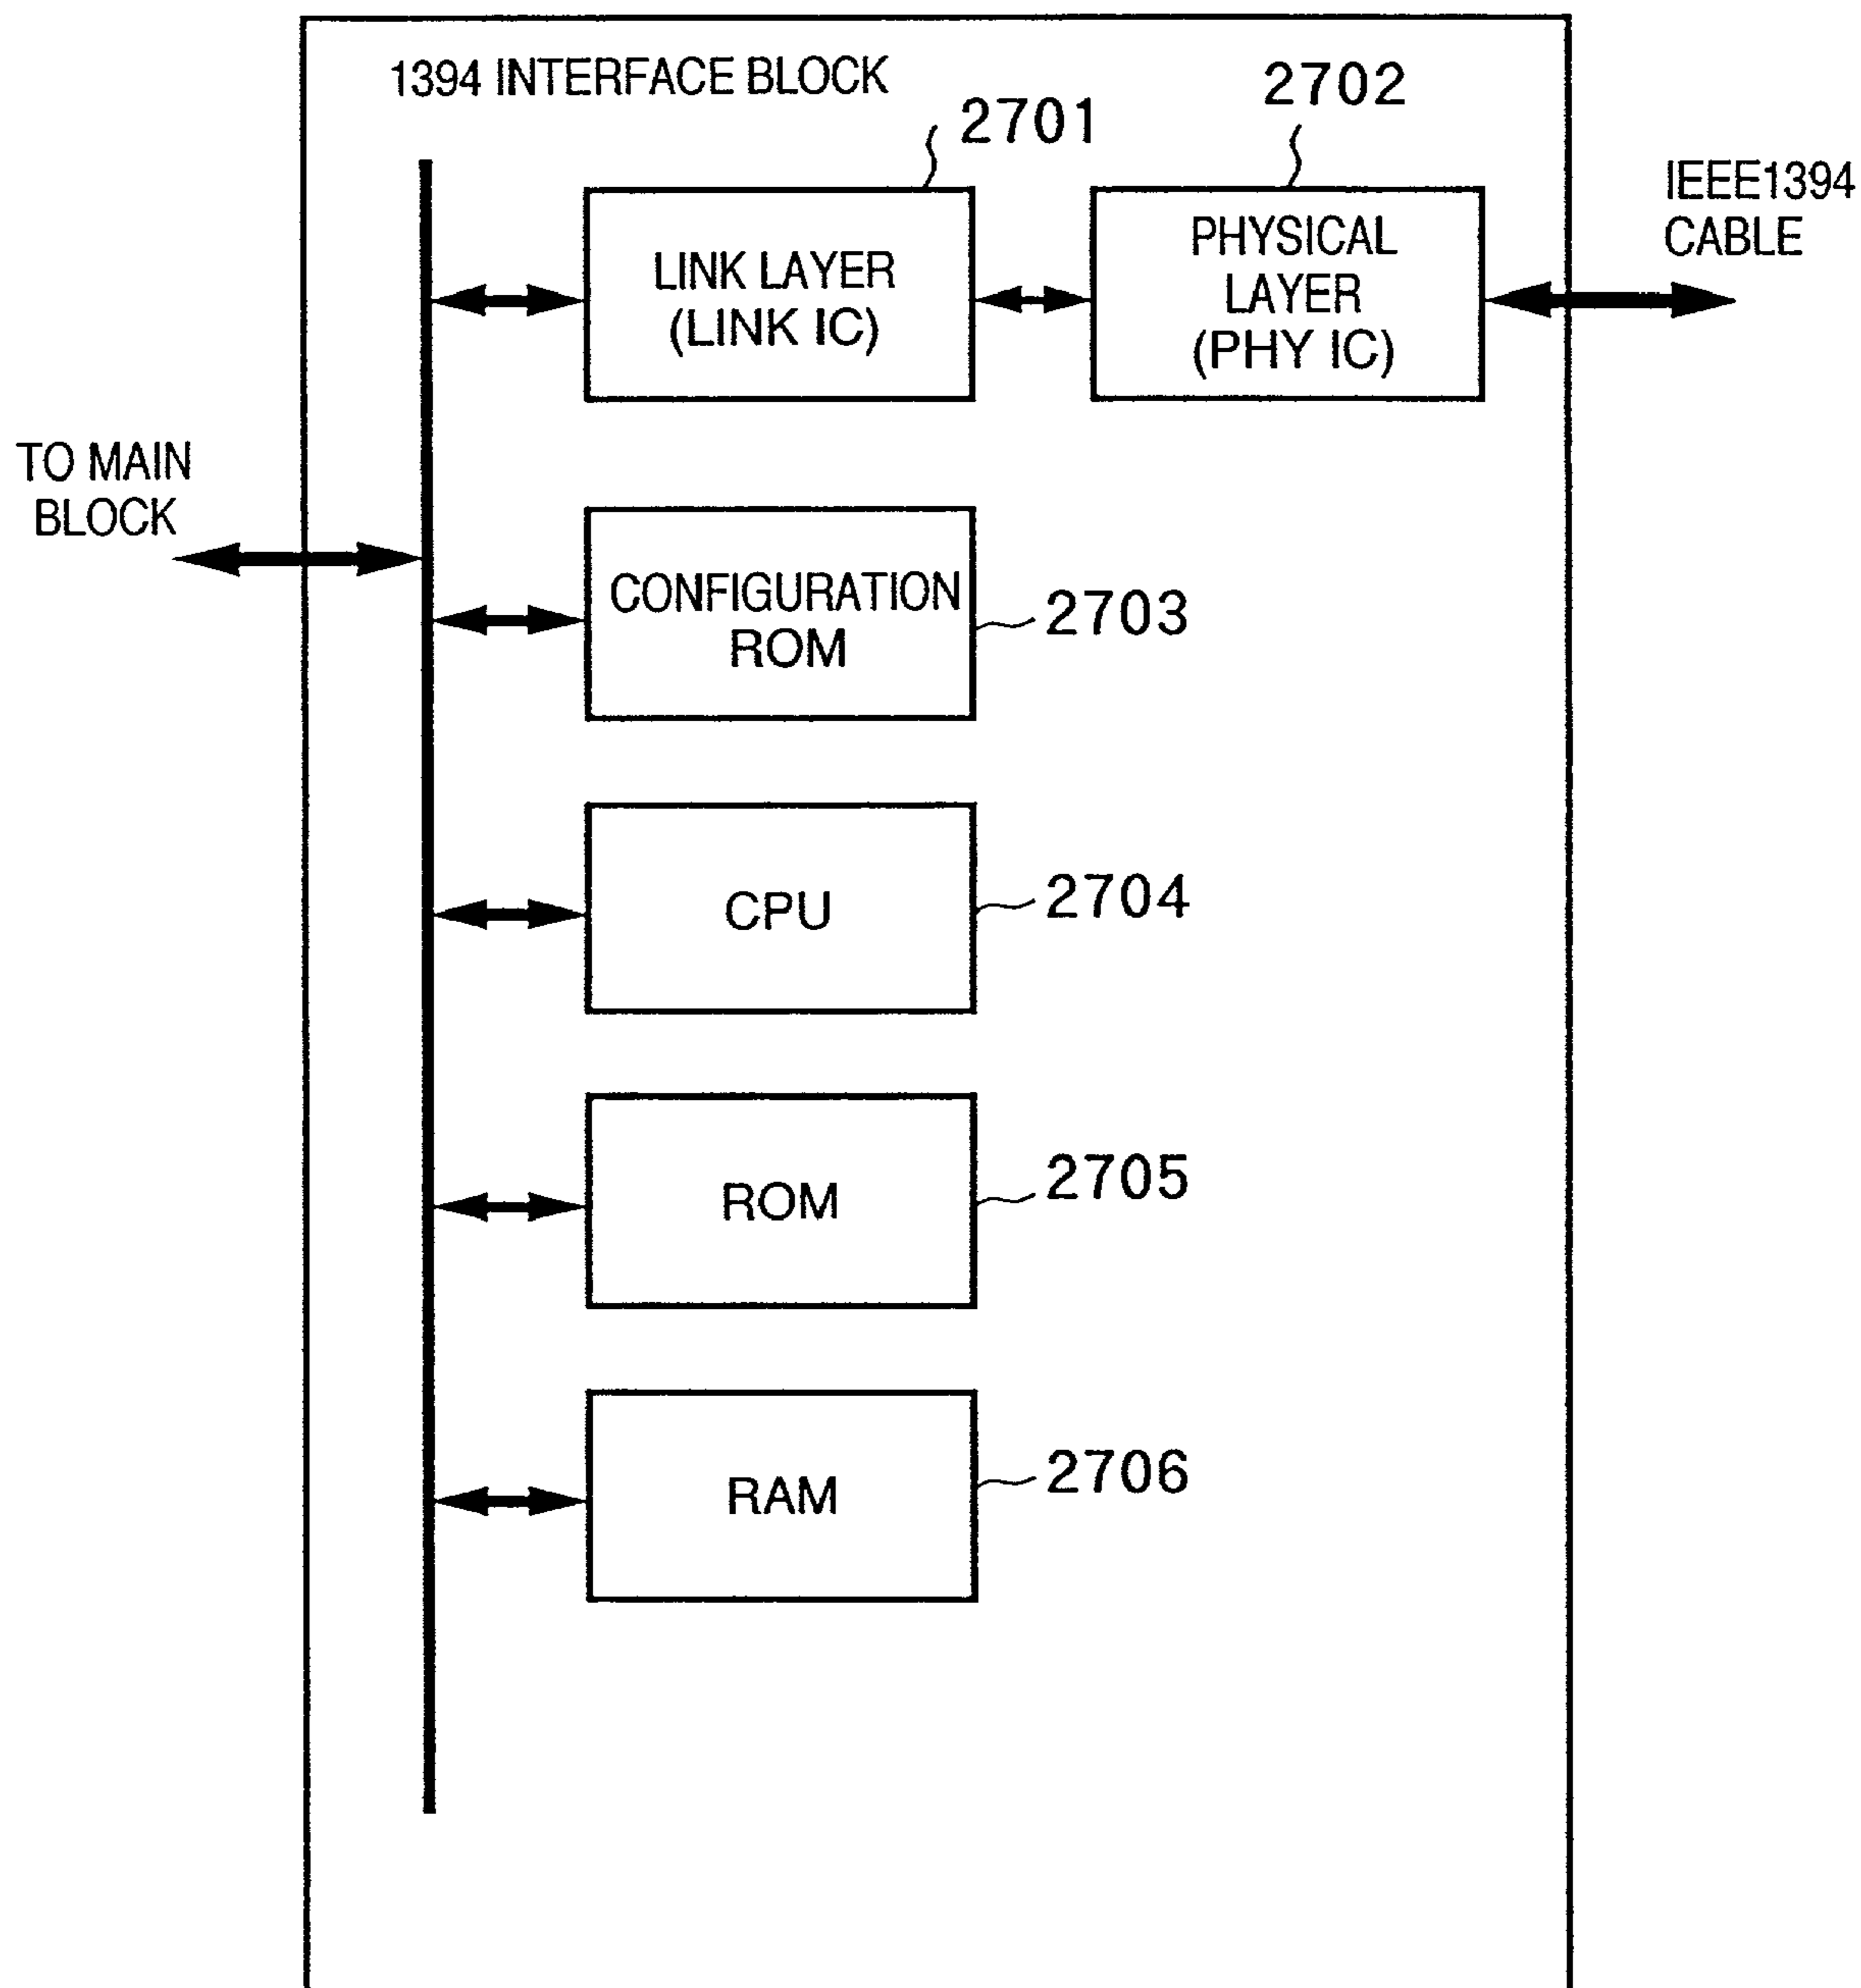 1394 INTERFACE BLOCK
2701
2702
IEEE1394
CABLE
LINK LAYER
(LINK IC)
PHYSICAL
LAYER
(PHY IC)
TO MAIN
BLOCK
CONFIGURATION
ROM
2703
CPU
2704
ROM
2705
RAM
2706